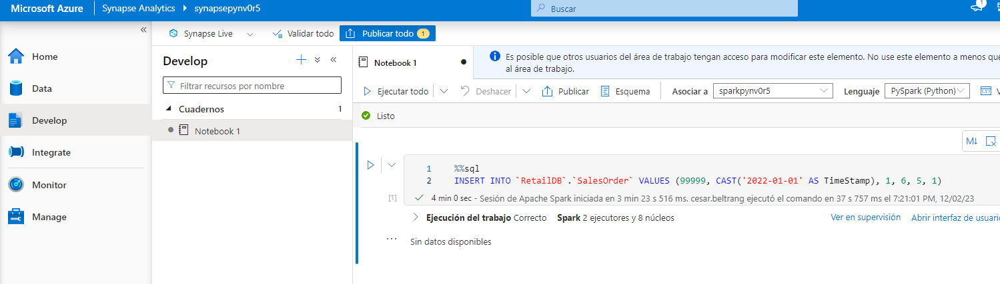 Microsoft Azure
Synapse Analytics
synapsepynv0r5
Buscar
1
«
Synapse Live
Validar todo
Publicar todo
1
Home
Data
Develop
Integrate
Monitor
Manage
Develop
Filtrar recursos por nombre
Cuadernos
1
Notebook 1
Notebook 1
Es posible que otros usuarios del área de trabajo tengan acceso para modificar este elemento. No use este elemento a menos que
al área de trabajo.
Ejecutar todo
Deshacer
Publicar
Esquema
Asociar a
sparkpynv0r5
Lenguaje
PySpark (Python)
V
Listo
M↓
1 %%sql
2 INSERT INTO `RetailDB`.`SalesOrder` VALUES (99999, CAST('2022-01-01' AS TimeStamp), 1, 6, 5, 1)
[1]
4 min 0 sec - Sesión de Apache Spark iniciada en 3 min 23 s 516 ms. cesar.beltrang ejecutó el comando en 37 s 757 ms el 7:21:01 PM, 12/02/23
Ejecución del trabajo Correcto Spark 2 ejecutores y 8 núcleos
Ver en supervisión
Abrir interfaz de usuario
Sin datos disponibles